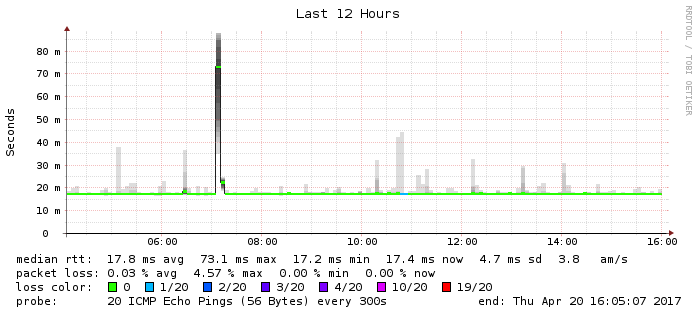 Last 12 Hours
RRDTOOL / TOBI OETIKER
Seconds
80 m
70 m
60 m
50 m
40 m
30 m
20 m
10 m
0
06:00 08:00 10:00 12:00 14:00 16:00
median rtt: 17.8 ms avg 73.1 ms max 17.2 ms min 17.4 ms now 4.7 ms sd 3.8 am/s
packet loss: 0.03 % avg 4.57 % max 0.00 % min 0.00 % now
loss color: 0 1/20 2/20 3/20 4/20 10/20 19/20
probe: 20 ICMP Echo Pings (56 Bytes) every 300s end: Thu Apr 20 16:05:07 2017